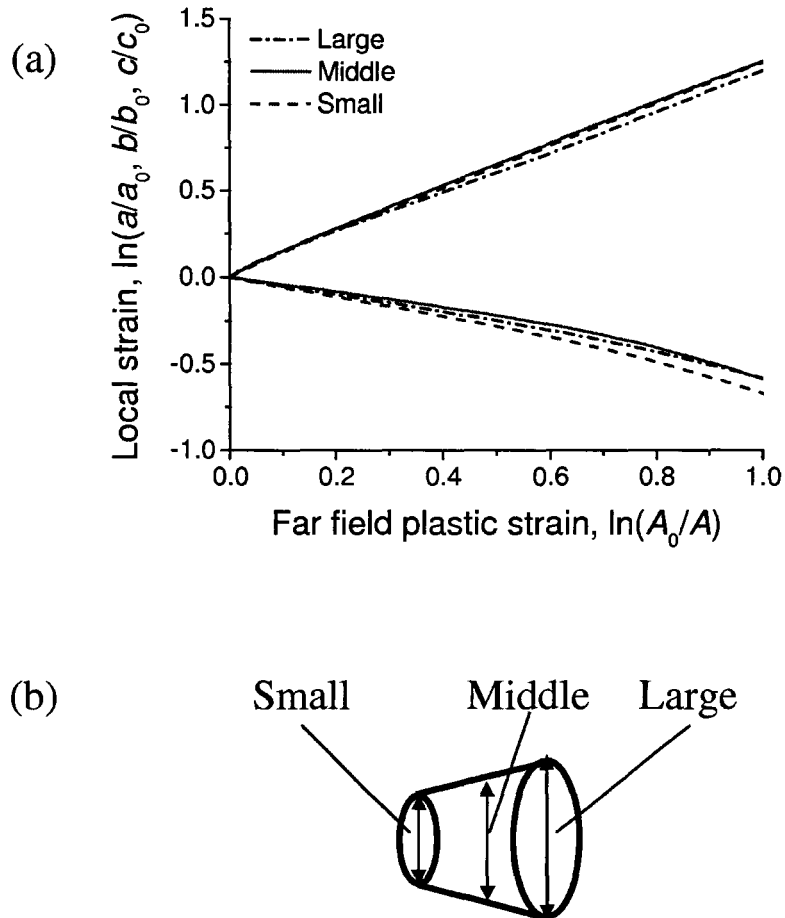 (a)
Large
Middle
Small
1.5
1.0
0.5
0.0
-0.5
-1.0
Local strain, ln(a/a₀, b/b₀, c/c₀)
0.0 0.2 0.4 0.6 0.8 1.0
Far field plastic strain, ln(A₀/A)
(b)
Small Middle Large